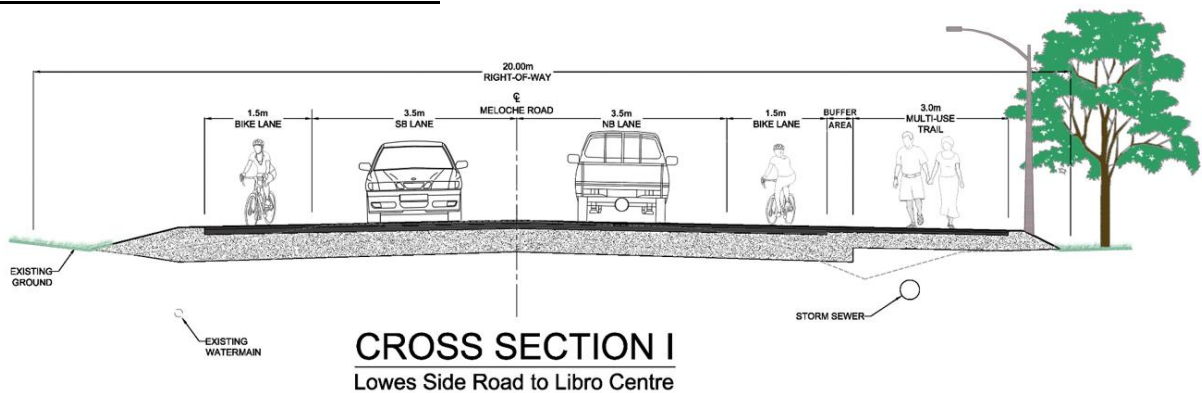 20.00m
RIGHT-OF-WAY
℄
MELOCHE ROAD
1.5m
BIKE LANE
3.5m
SB LANE
3.5m
NB LANE
1.5m
BIKE LANE
BUFFER
AREA
3.0m
MULTI-USE
TRAIL
EXISTING
GROUND
EXISTING
WATERMAIN
STORM SEWER
CROSS SECTION I
Lowes Side Road to Libro Centre